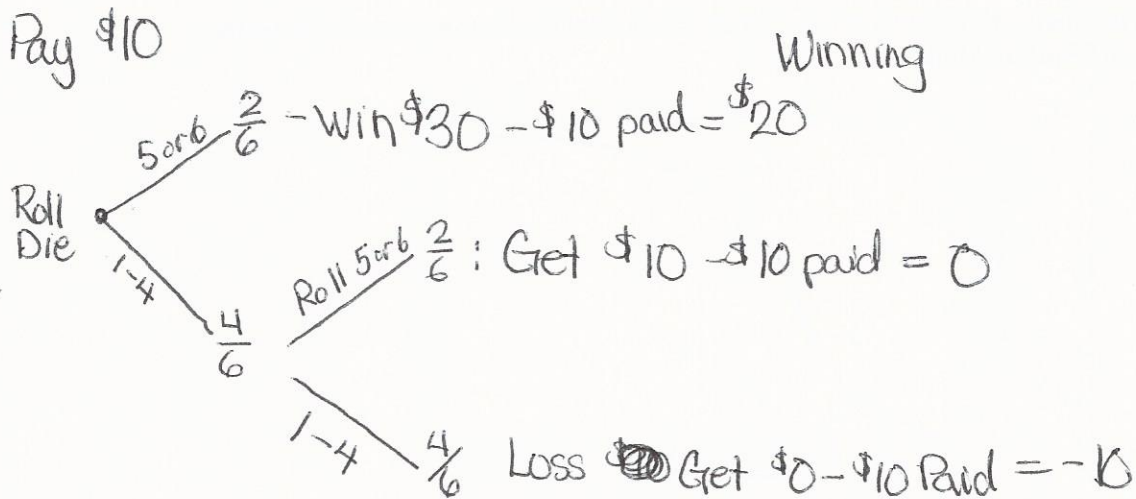 Pay $10
Winning
5 or 6 2/6 - Win $30 - $10 paid = $20
Roll
Die
1-4
4/6
Roll 5 or 6 2/6 : Get $10 - $10 paid = 0
1-4 4/6 Loss Get $0 - $10 Paid = -10